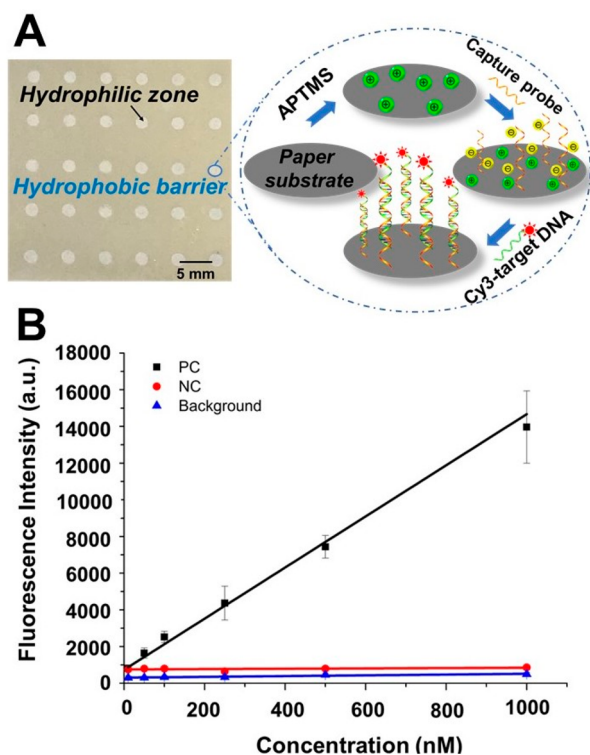 A
Hydrophilic zone
Hydrophobic barrier
5 mm
APTMS
Capture probe
Paper
substrate
Cy3-target DNA
B
18000
16000
14000
12000
10000
8000
6000
4000
2000
0
PC
NC
Background
Fluorescence Intensity (a.u.)
0 200 400 600 800 1000
Concentration (nM)